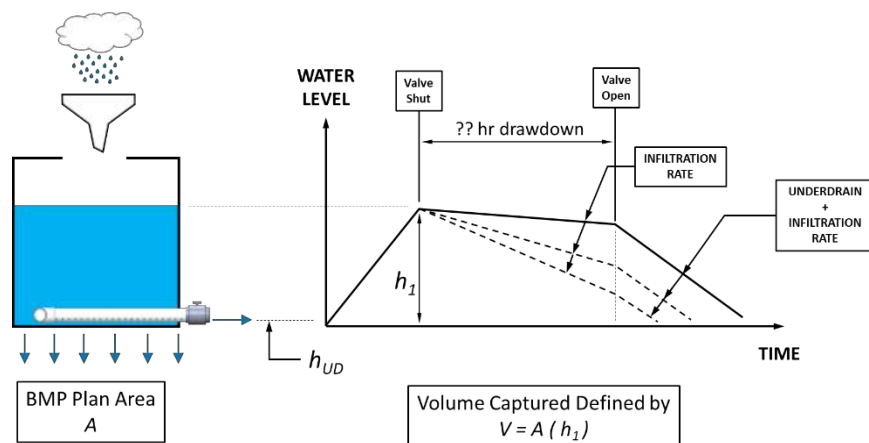 WATER
LEVEL
Valve
Shut
Valve
Open
?? hr drawdown
INFILTRATION
RATE
UNDERDRAIN
+
INFILTRATION
RATE
h1
hUD
TIME
BMP Plan Area
A
Volume Captured Defined by
V = A ( h1 )